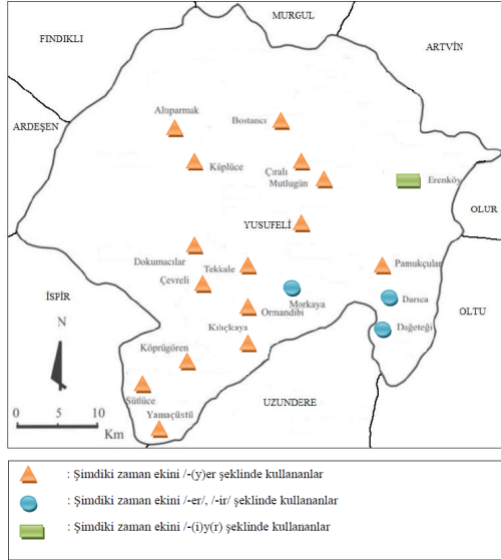 MURGUL
FINDIKLI
ARTVİN
Altıparmak
Bostancı
ARDEŞEN
Küplüce
Çıralı
Mutlugün
Erenköy
OLUR
YUSUFELİ
Dokumacılar
Tekkale
Pamukçular
Çevreli
İSPİR
Morkaya
Darıca
OLTU
N
Ormandibi
Dağeteği
Kılıçkaya
Köprügören
Sütlüce
UZUNDERE
0 5 10
Km
Yamaçüstü
: Şimdiki zaman ekini /-(y)er şeklinde kullananlar
: Şimdiki zaman ekini /-er/, /-ir/ şeklinde kullananlar
: Şimdiki zaman ekini /-(i)y(r) şeklinde kullananlar